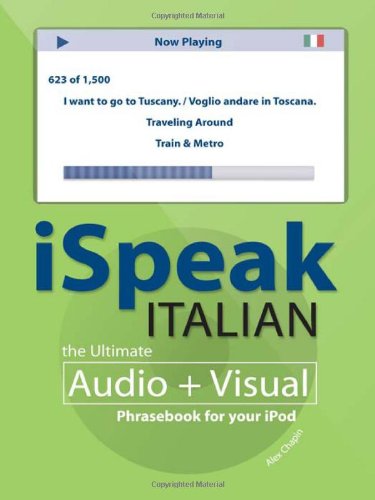 Now Playing
623 of 1,500
I want to go to Tuscany. / Voglio andare in Toscana.
Traveling Around
Train & Metro
iSpeak
ITALIAN
the Ultimate
Audio + Visual
Phrasebook for your iPod
Alex Chapin